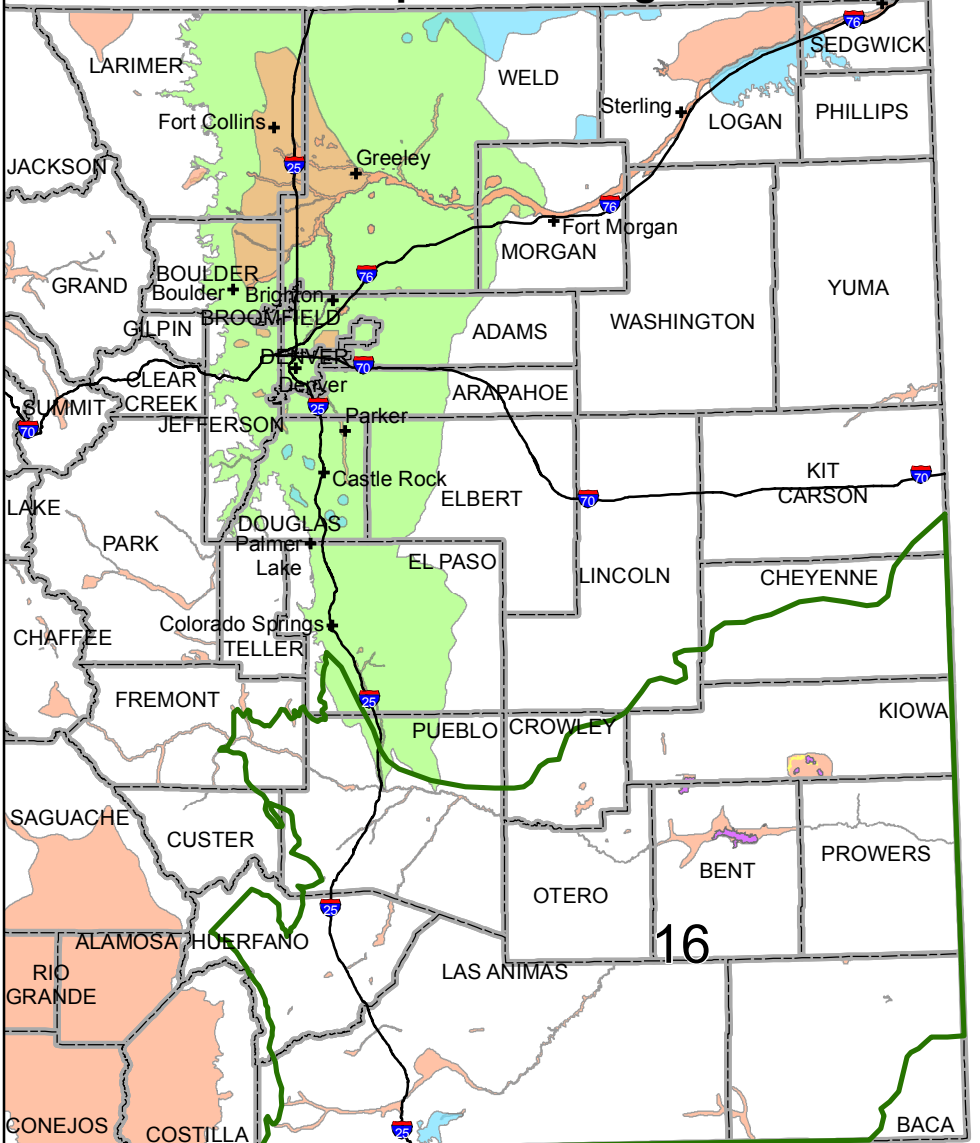 76
SEDGWICK
LARIMER
WELD
Sterling
PHILLIPS
Fort Collins
LOGAN
JACKSON
25
Greeley
76
Fort Morgan
MORGAN
GRAND
BOULDER
Boulder
76
Brighton
YUMA
BROOMFIELD
GILPIN
ADAMS
WASHINGTON
DENVER
Denver
70
CLEAR
CREEK
ARAPAHOE
SUMMIT
70
25
Parker
JEFFERSON
Castle Rock
KIT
CARSON
70
70
ELBERT
LAKE
DOUGLAS
PARK
Palmer
Lake
EL PASO
LINCOLN
CHEYENNE
Colorado Springs
CHAFFEE
TELLER
FREMONT
25
KIOWA
PUEBLO
CROWLEY
SAGUACHE
CUSTER
PROWERS
BENT
OTERO
25
ALAMOSA
HUERFANO
16
RIO
GRANDE
LAS ANIMAS
CONEJOS
COSTILLA
25
BACA